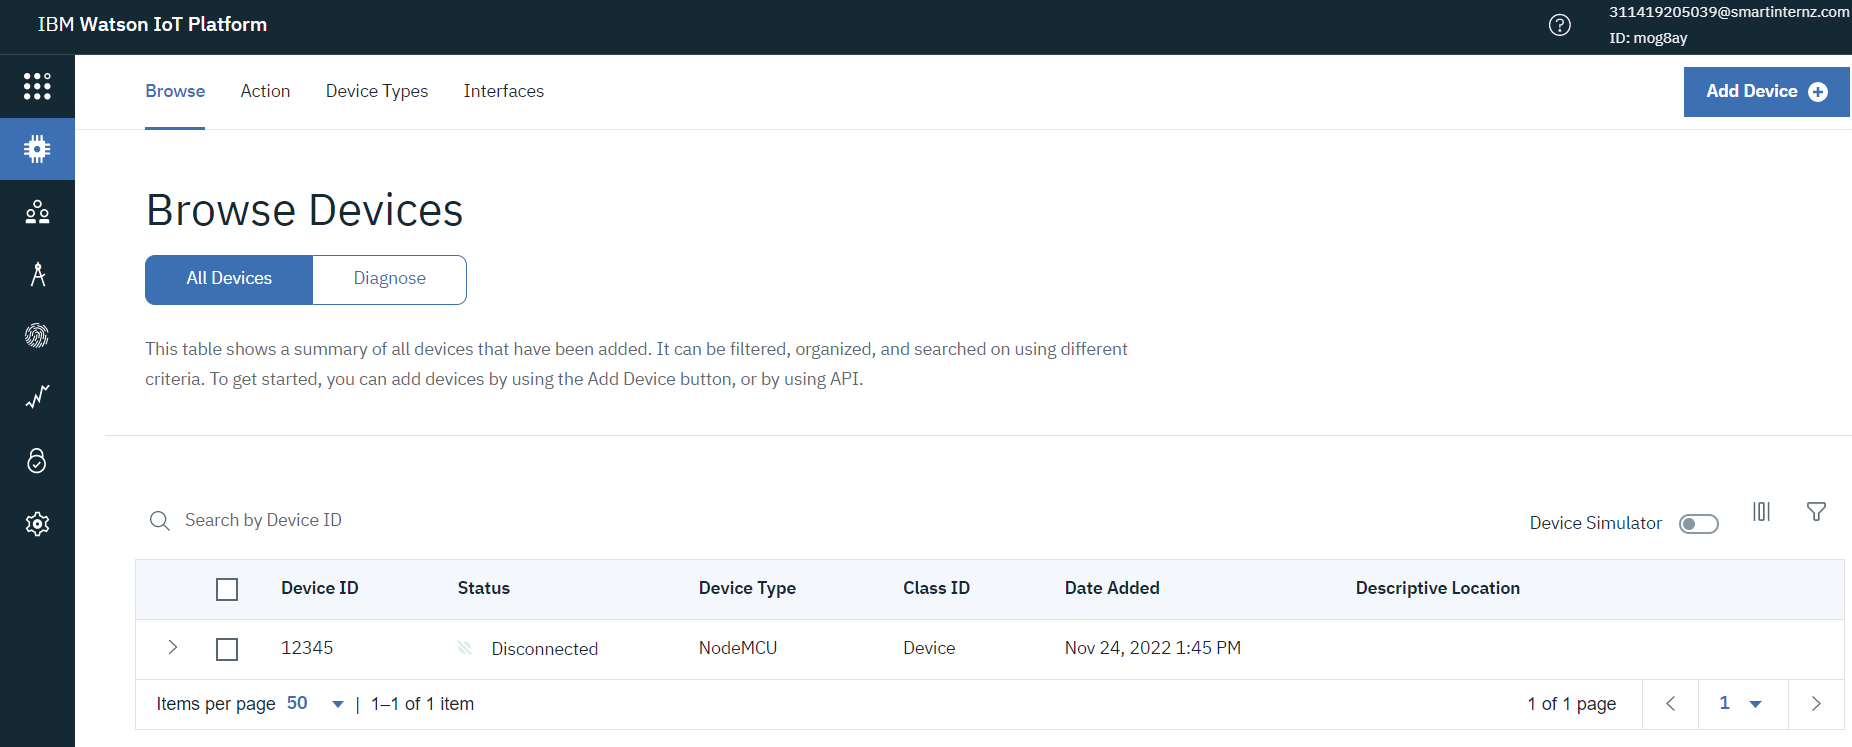 IBM Watson IoT Platform
311419205039@smartinternz.com
ID: mog8ay
Browse Action Device Types Interfaces
Add Device
Browse Devices
All Devices Diagnose
This table shows a summary of all devices that have been added. It can be filtered, organized, and searched on using different
criteria. To get started, you can add devices by using the Add Device button, or by using API.
Search by Device ID
Device Simulator
Device ID Status Device Type Class ID Date Added Descriptive Location
12345 Disconnected NodeMCU Device Nov 24, 2022 1:45 PM
Items per page 50 | 1–1 of 1 item 1 of 1 page 1